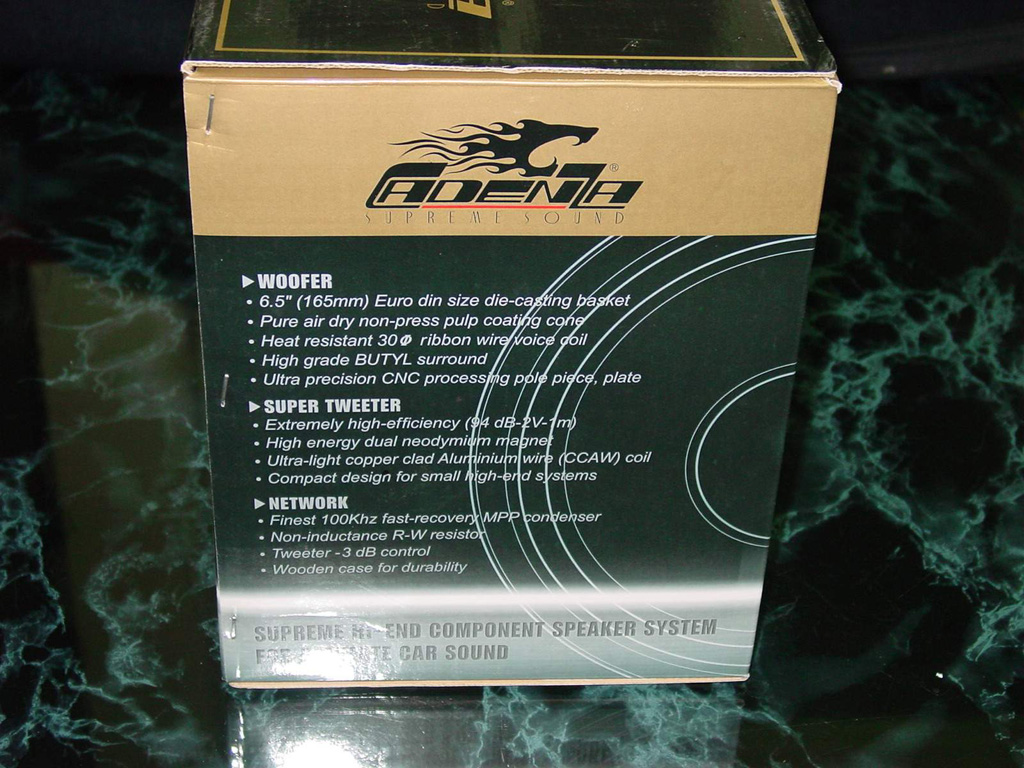 CADENZA®
SUPREME SOUND
▶WOOFER
• 6.5" (165mm) Euro din size die-casting basket
• Pure air dry non-press pulp coating cone
• Heat resistant 30Φ ribbon wire voice coil
• High grade BUTYL surround
• Ultra precision CNC processing pole piece, plate
▶SUPER TWEETER
• Extremely high-efficiency (94 dB-2V-1m)
• High energy dual neodymium magnet
• Ultra-light copper clad Aluminium wire (CCAW) coil
• Compact design for small high-end systems
▶NETWORK
• Finest 100Khz fast-recovery MPP condenser
• Non-inductance R-W resistor
• Tweeter -3 dB control
• Wooden case for durability
SUPREME HI-END COMPONENT SPEAKER SYSTEM
FOR CAR SOUND